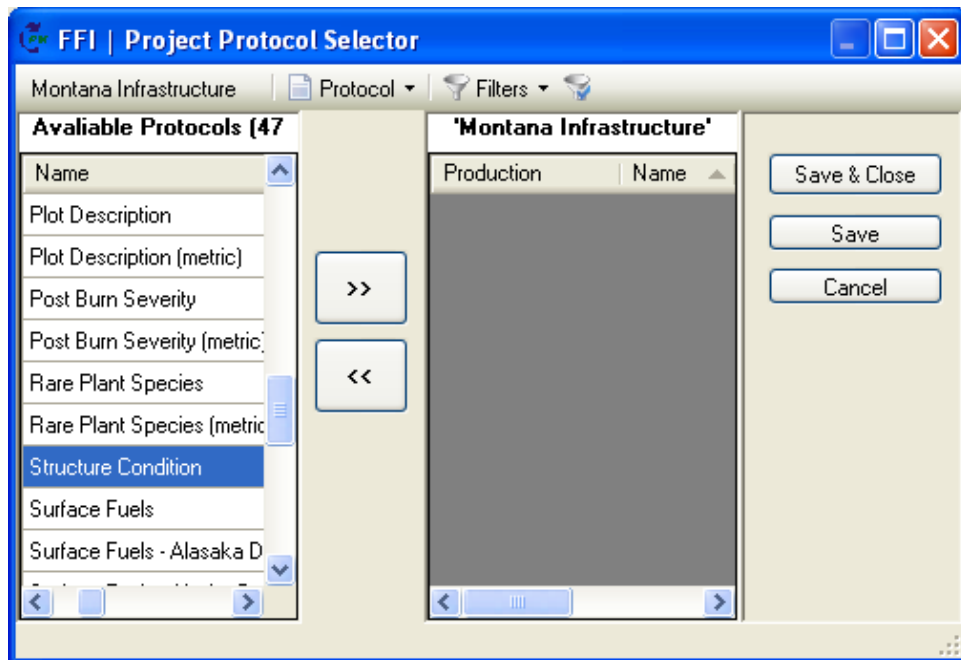 FFI | Project Protocol Selector
Montana Infrastructure Protocol Filters
Avaliable Protocols (47
Name
Plot Description
Plot Description (metric)
Post Burn Severity
Post Burn Severity (metric)
Rare Plant Species
Rare Plant Species (metric
Structure Condition
Surface Fuels
Surface Fuels - Alasaka D
>>
<<
'Montana Infrastructure'
Production Name
Save & Close
Save
Cancel